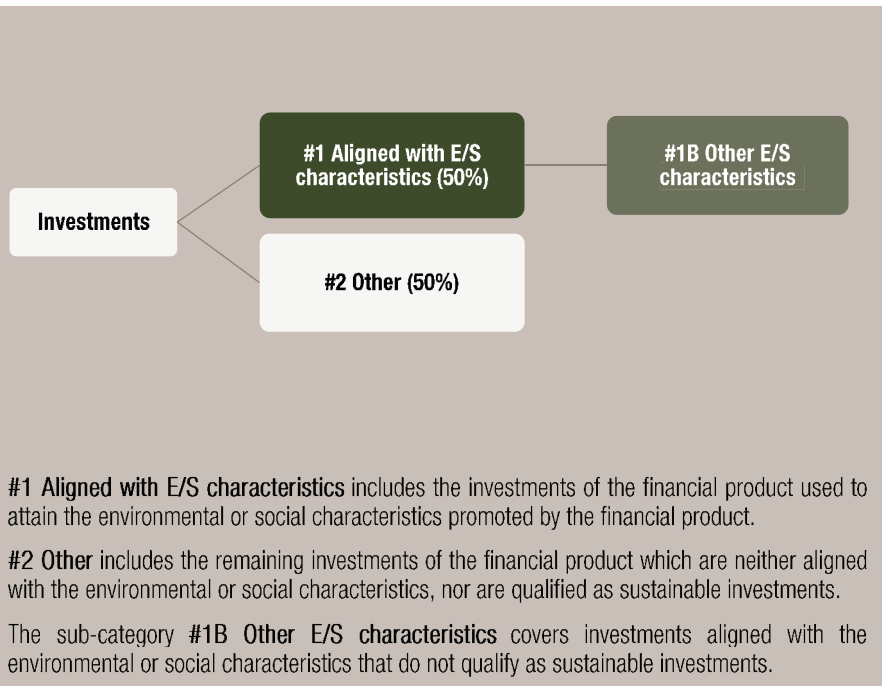 #1 Aligned with E/S
characteristics (50%)
#1B Other E/S
characteristics
Investments
#2 Other (50%)
#1 Aligned with E/S characteristics includes the investments of the financial product used to
attain the environmental or social characteristics promoted by the financial product.
#2 Other includes the remaining investments of the financial product which are neither aligned
with the environmental or social characteristics, nor are qualified as sustainable investments.
The sub-category #1B Other E/S characteristics covers investments aligned with the
environmental or social characteristics that do not qualify as sustainable investments.